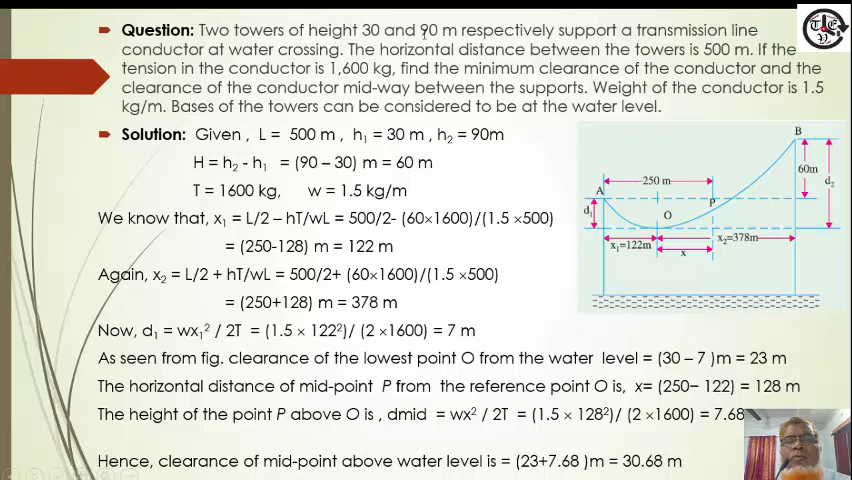 Question: Two towers of height 30 and 90 m respectively support a transmission line
conductor at water crossing. The horizontal distance between the towers is 500 m. If the
tension in the conductor is 1,600 kg, find the minimum clearance of the conductor and the
clearance of the conductor mid-way between the supports. Weight of the conductor is 1.5
kg/m. Bases of the towers can be considered to be at the water level.
Solution: Given , L = 500 m , h₁ = 30 m , h₂ = 90m
H = h₂ - h₁ = (90 – 30) m = 60 m
T = 1600 kg, w = 1.5 kg/m
We know that, x₁ = L/2 – hT/wL = 500/2- (60×1600)/(1.5 ×500)
= (250-128) m = 122 m
Again, x₂ = L/2 + hT/wL = 500/2+ (60×1600)/(1.5 ×500)
= (250+128) m = 378 m
Now, d₁ = wx₁² / 2T = (1.5 × 122²)/ (2 ×1600) = 7 m
As seen from fig. clearance of the lowest point O from the water level = (30 – 7 )m = 23 m
The horizontal distance of mid-point P from the reference point O is, x= (250– 122) = 128 m
The height of the point P above O is , dmid = wx² / 2T = (1.5 × 128²)/ (2 ×1600) = 7.68
Hence, clearance of mid-point above water level is = (23+7.68 )m = 30.68 m
B
60m
d₂
250 m
A
P
d₁
O
x₁=122m
x₂=378m
x